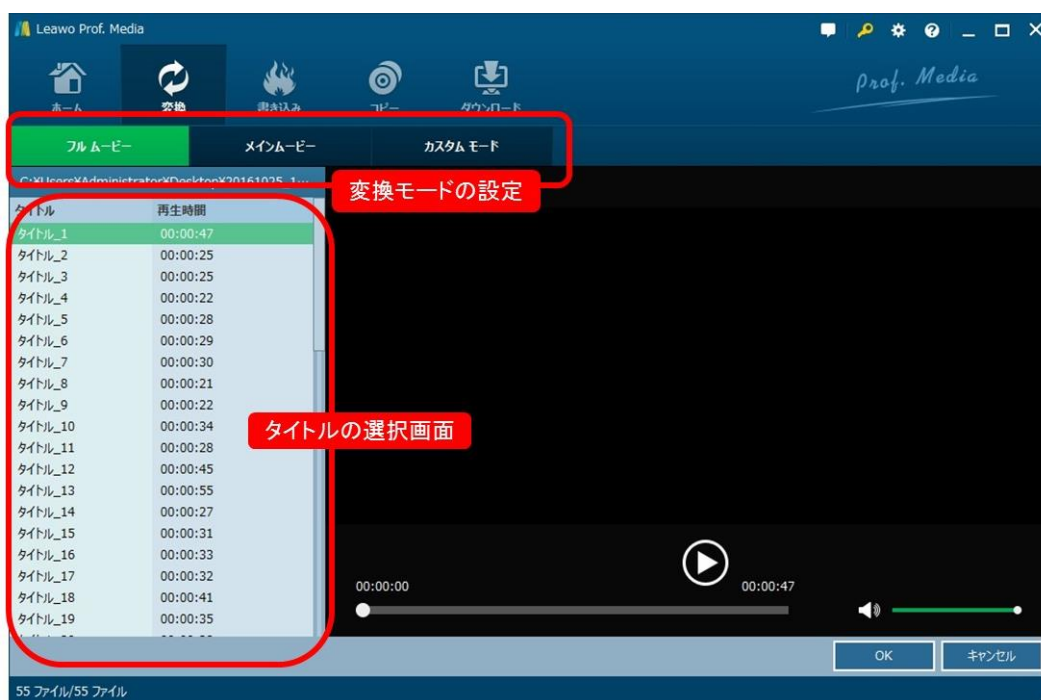 Leawo Prof. Media
ホーム 変換 書き込み コピー ダウンロード
Prof. Media
フル ムービー メインムービー カスタム モード
C:¥Users¥Administrator¥Desktop¥20161025_1...
変換モードの設定
タイトル 再生時間
タイトル_1 00:00:47
タイトル_2 00:00:25
タイトル_3 00:00:25
タイトル_4 00:00:22
タイトル_5 00:00:28
タイトル_6 00:00:29
タイトル_7 00:00:30
タイトル_8 00:00:21
タイトル_9 00:00:22
タイトル_10 00:00:34
タイトルの選択画面
タイトル_11 00:00:28
タイトル_12 00:00:45
タイトル_13 00:00:55
タイトル_14 00:00:27
タイトル_15 00:00:31
タイトル_16 00:00:33
タイトル_17 00:00:32
タイトル_18 00:00:41
タイトル_19 00:00:35
00:00:00 00:00:47
OK キャンセル
55 ファイル/55 ファイル